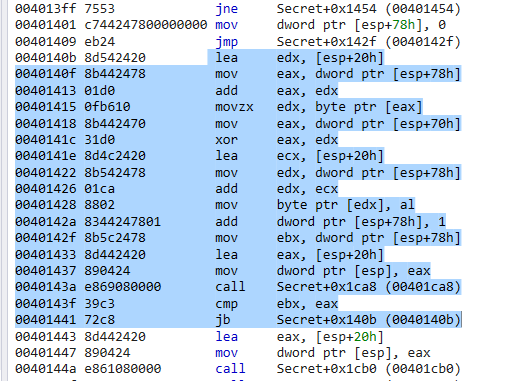 004013ff 7553 jne Secret+0x1454 (00401454)
00401401 c744247800000000 mov dword ptr [esp+78h], 0
00401409 eb24 jmp Secret+0x142f (0040142f)
0040140b 8d542420 lea edx, [esp+20h]
0040140f 8b442478 mov eax, dword ptr [esp+78h]
00401413 01d0 add eax, edx
00401415 0fb610 movzx edx, byte ptr [eax]
00401418 8b442470 mov eax, dword ptr [esp+70h]
0040141c 31d0 xor eax, edx
0040141e 8d4c2420 lea ecx, [esp+20h]
00401422 8b542478 mov edx, dword ptr [esp+78h]
00401426 01ca add edx, ecx
00401428 8802 mov byte ptr [edx], al
0040142a 8344247801 add dword ptr [esp+78h], 1
0040142f 8b5c2478 mov ebx, dword ptr [esp+78h]
00401433 8d442420 lea eax, [esp+20h]
00401437 890424 mov dword ptr [esp], eax
0040143a e869080000 call Secret+0x1ca8 (00401ca8)
0040143f 39c3 cmp ebx, eax
00401441 72c8 jb Secret+0x140b (0040140b)
00401443 8d442420 lea eax, [esp+20h]
00401447 890424 mov dword ptr [esp], eax
0040144a e861080000 call Secret+0x1cb0 (00401cb0)